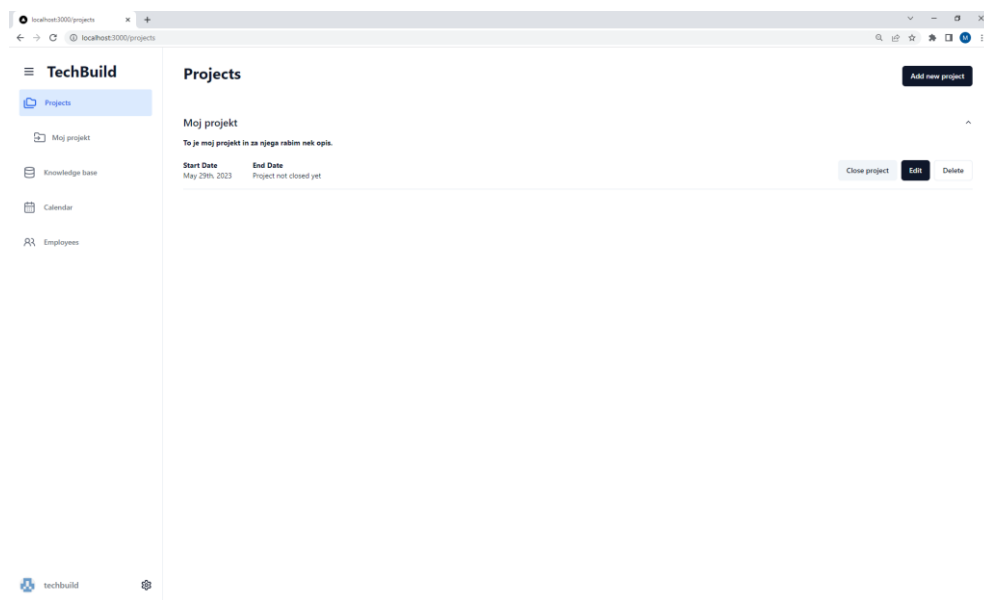 localhost:3000/projects
localhost:3000/projects
M
TechBuild
Projects
Moj projekt
Knowledge base
Calendar
Employees
techbuild
Projects
Add new project
Moj projekt
To je moj projekt in za njega rabim nek opis.
Start Date End Date
May 29th, 2023 Project not closed yet
Close project Edit Delete